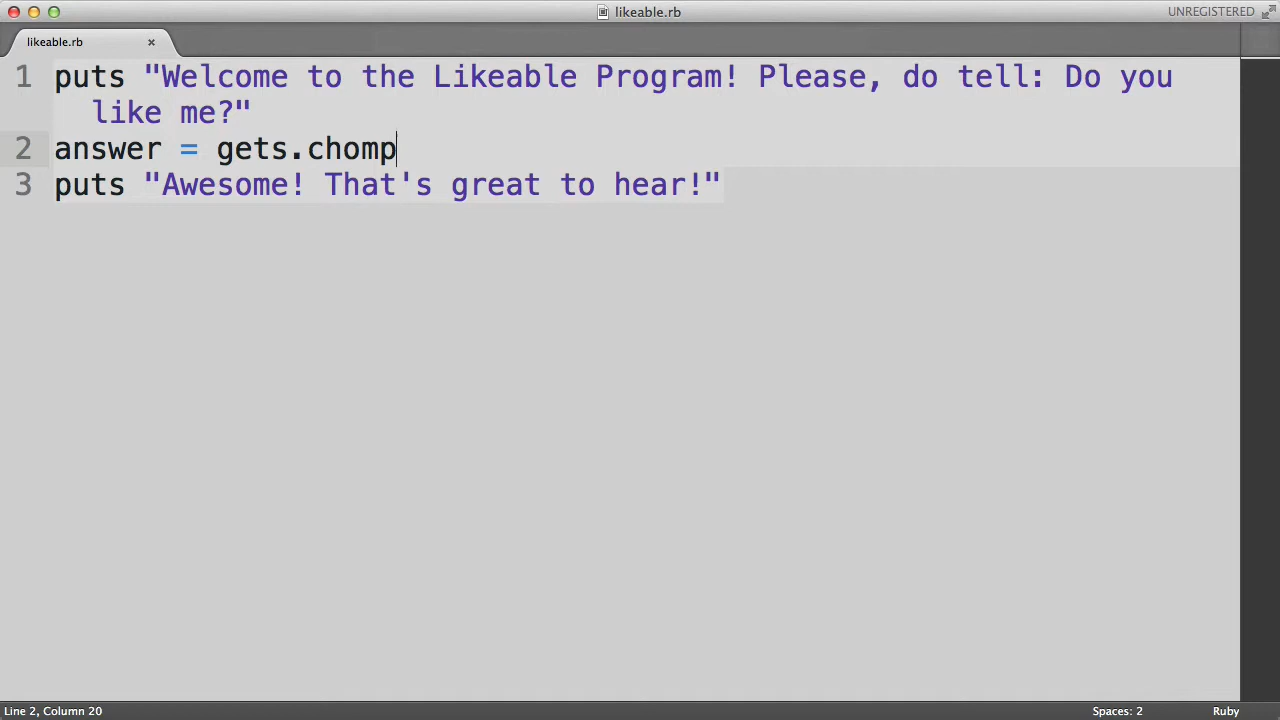 likeable.rb
UNREGISTERED
likeable.rb ×
1 puts "Welcome to the Likeable Program! Please, do tell: Do you
like me?"
2 answer = gets.chomp
3 puts "Awesome! That's great to hear!"
Line 2, Column 20
Spaces: 2
Ruby